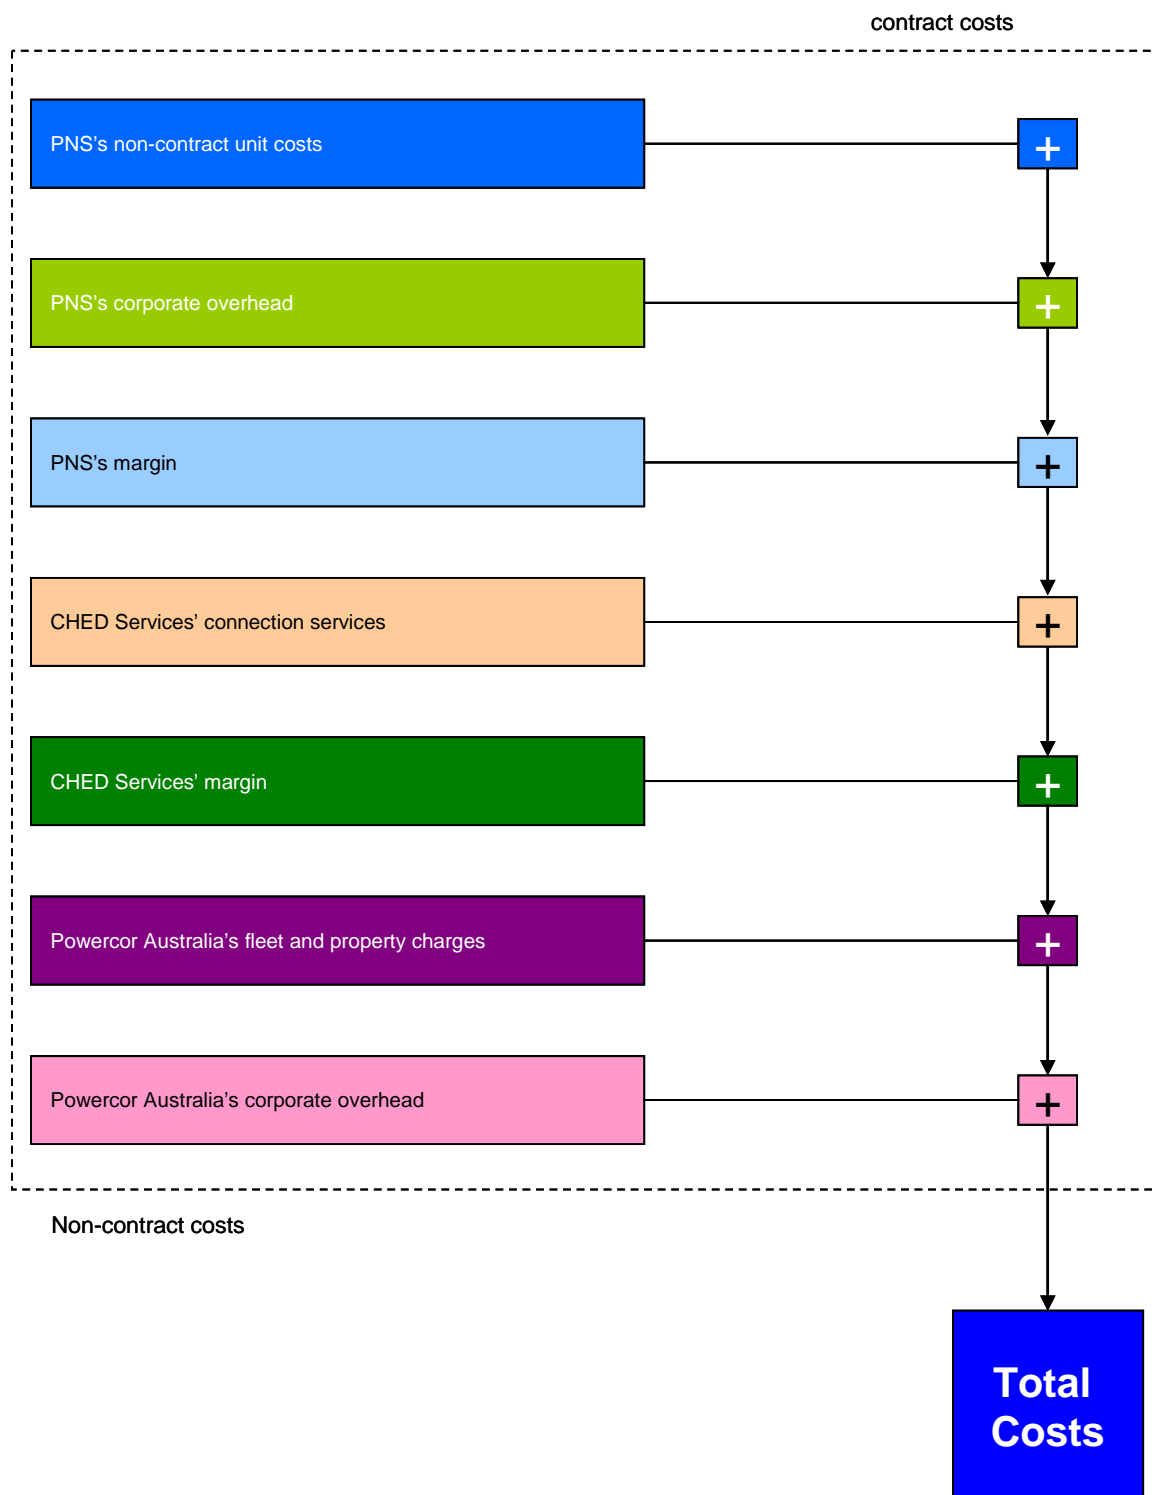 contract costs
PNS’s non-contract unit costs
+
PNS’s corporate overhead
+
PNS’s margin
+
CHED Services’ connection services
+
CHED Services’ margin
+
Powercor Australia’s fleet and property charges
+
Powercor Australia’s corporate overhead
+
Non-contract costs
Total
Costs